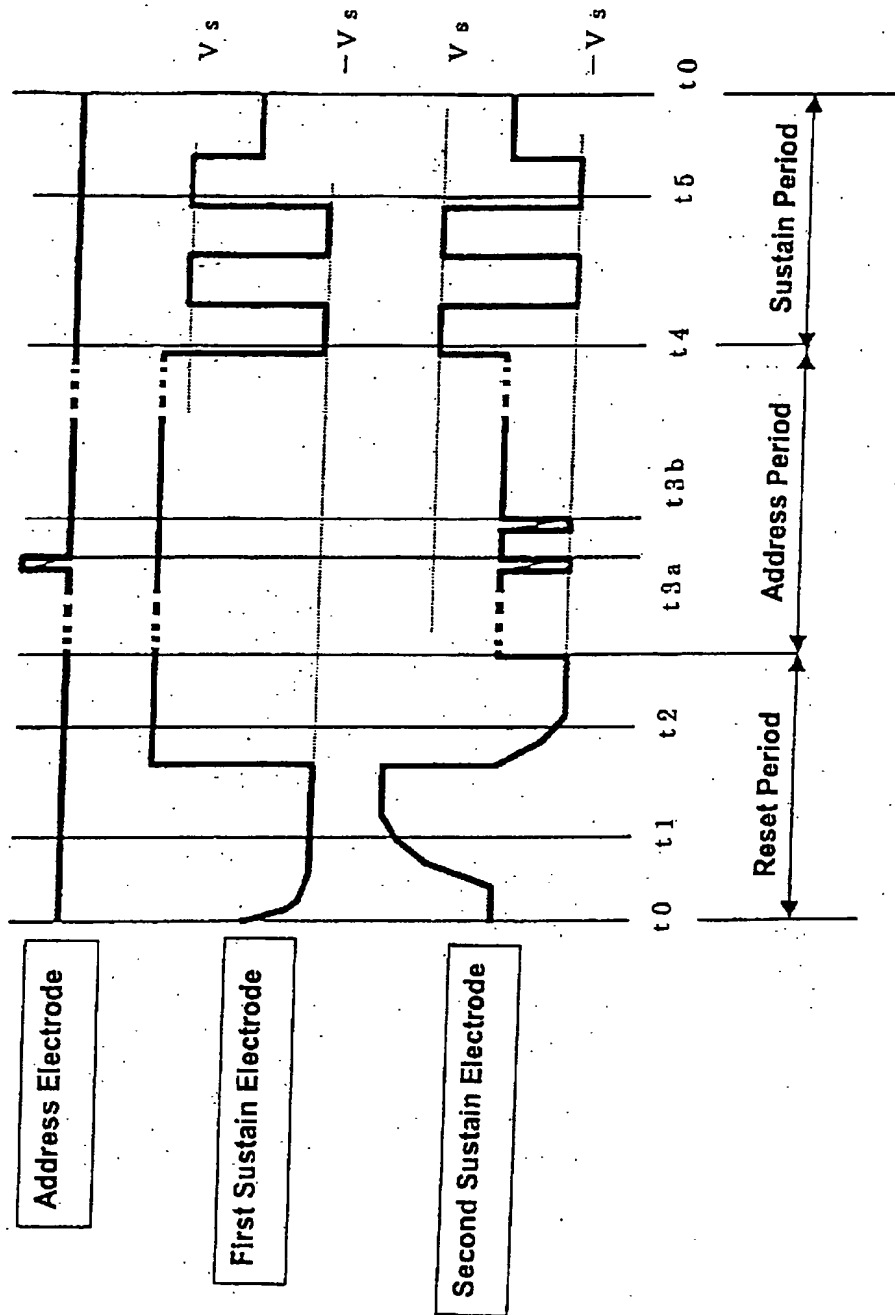 Address Electrode
First Sustain Electrode
Second Sustain Electrode
Vs
−Vs
Vs
−Vs
t0
t1
t2
t3a
t3b
t4
t5
t0
Reset Period
Address Period
Sustain Period